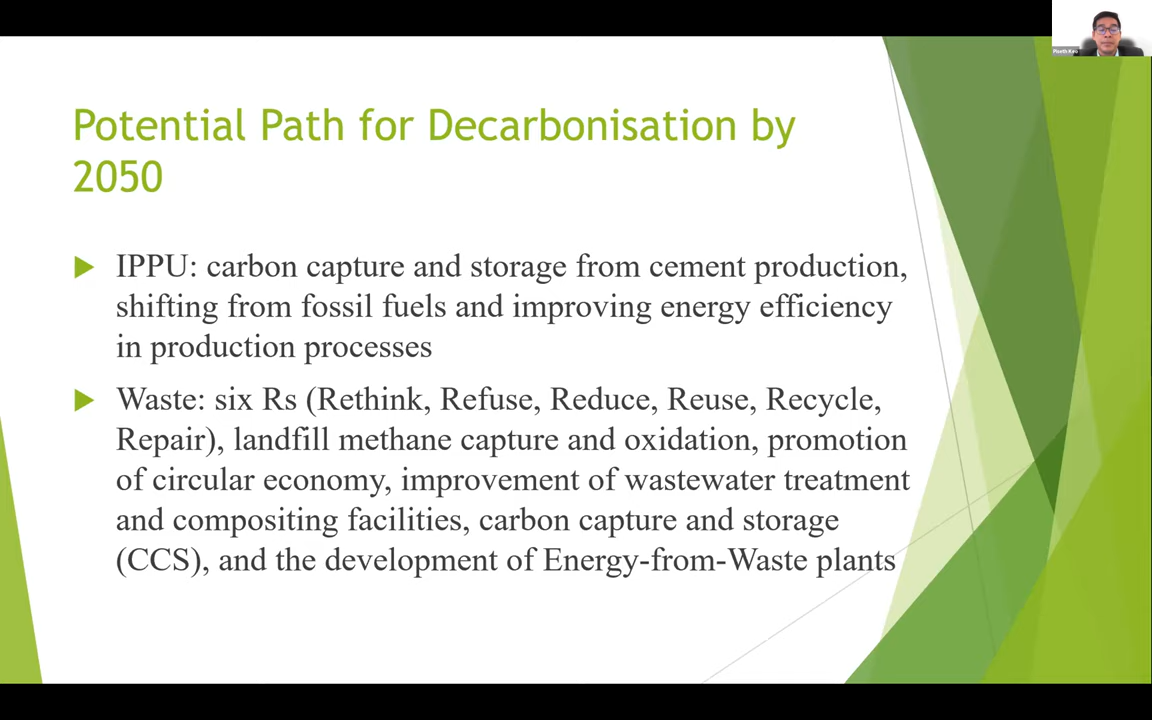 Potential Path for Decarbonisation by
2050
IPPU: carbon capture and storage from cement production,
shifting from fossil fuels and improving energy efficiency
in production processes
Waste: six Rs (Rethink, Refuse, Reduce, Reuse, Recycle,
Repair), landfill methane capture and oxidation, promotion
of circular economy, improvement of wastewater treatment
and compositing facilities, carbon capture and storage
(CCS), and the development of Energy-from-Waste plants